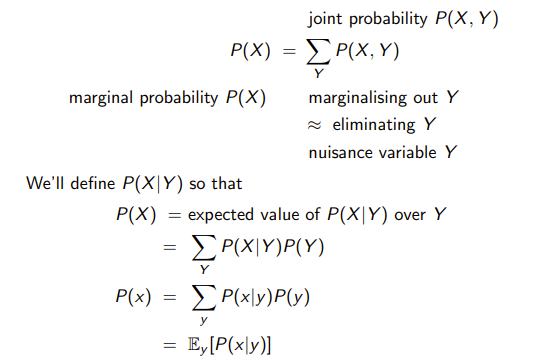 joint probability P(X, Y)
P(X) = ∑_Y P(X, Y)
marginal probability P(X) marginalising out Y
≈ eliminating Y
nuisance variable Y
We'll define P(X|Y) so that
P(X) = expected value of P(X|Y) over Y
= ∑_Y P(X|Y)P(Y)
P(x) = ∑_y P(x|y)P(y)
= 𝔼_y[P(x|y)]